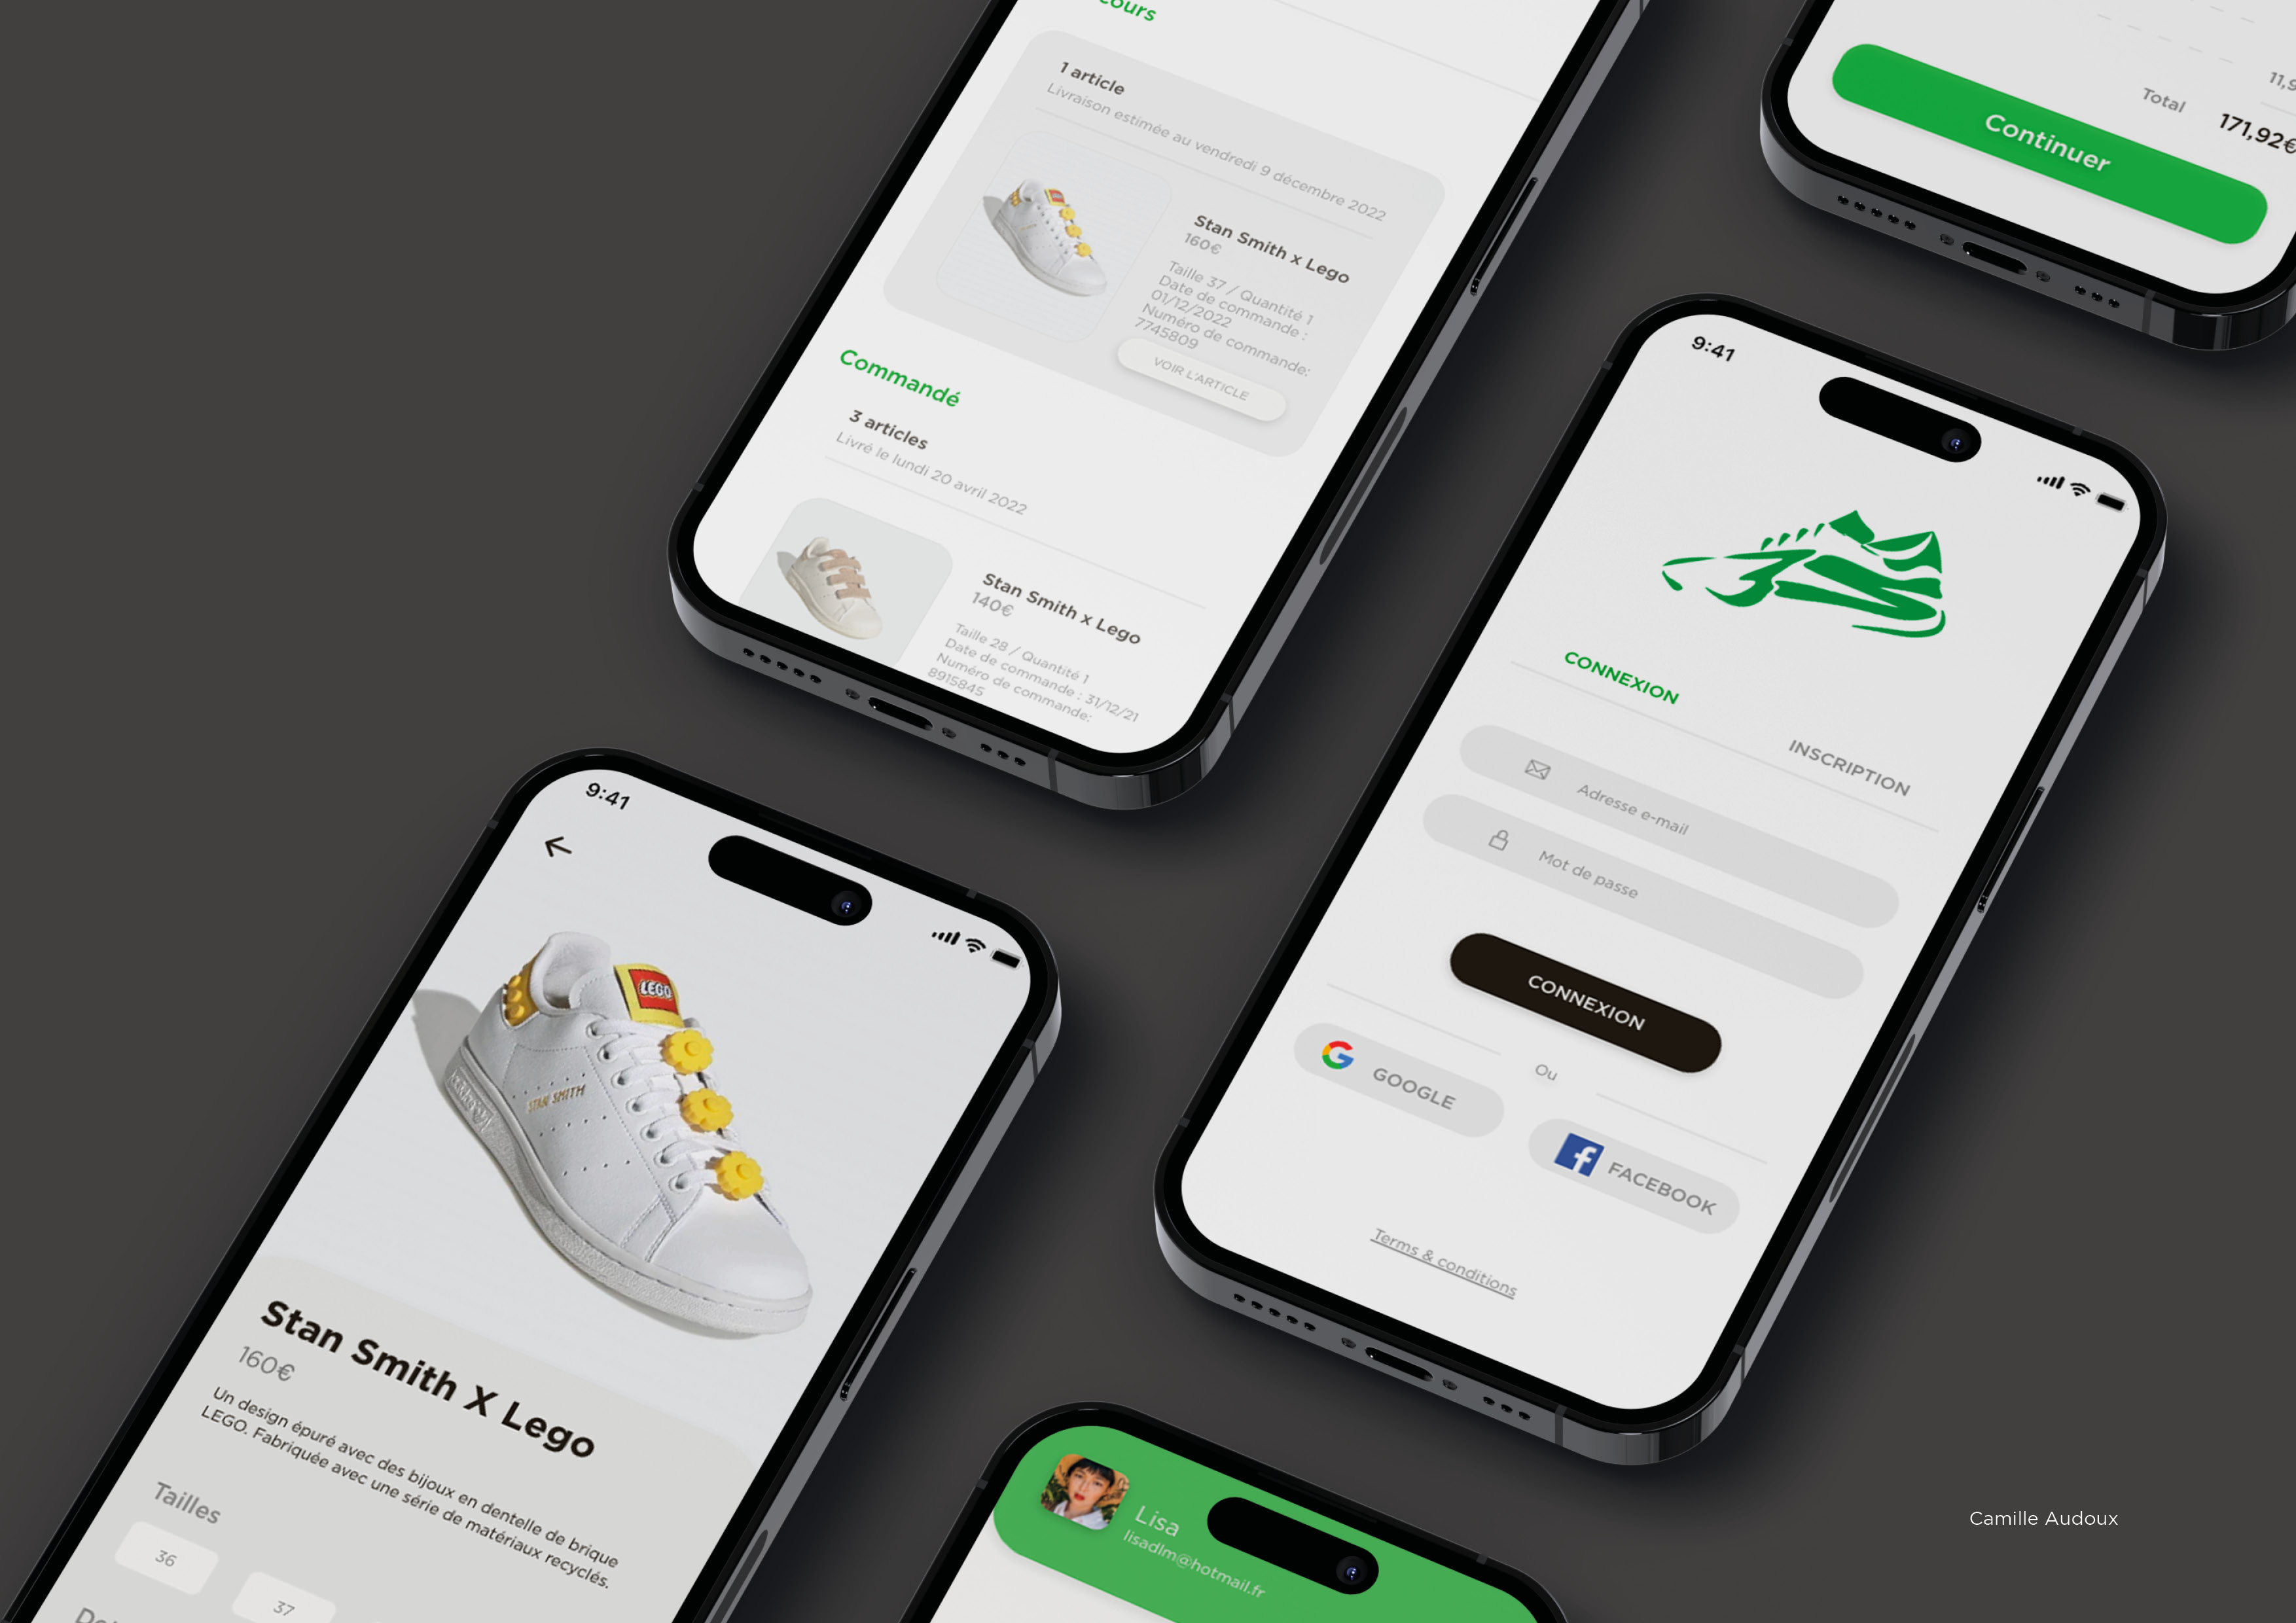 cours
1 article
Livraison estimée au vendredi 9 décembre 2022
Stan Smith x Lego
160€
Taille 37 / Quantité 1
Date de commande :
01/12/2022
Numéro de commande:
7745809
VOIR L'ARTICLE
Commandé
3 articles
Livré le lundi 20 avril 2022
Stan Smith x Lego
140€
Taille 28 / Quantité 1
Date de commande : 31/12/21
Numéro de commande:
8915845
11,9
Total
171,92€
Continuer
9:41
CONNEXION
INSCRIPTION
Adresse e-mail
Mot de passe
CONNEXION
Ou
GOOGLE
FACEBOOK
Terms & conditions
9:41
LEGO
STAN SMITH
Stan Smith X Lego
160€
Un design épuré avec des bijoux en dentelle de brique
LEGO. Fabriquée avec une série de matériaux recyclés.
Tailles
36
37
Lisa
lisadlm@hotmail.fr
Camille Audoux